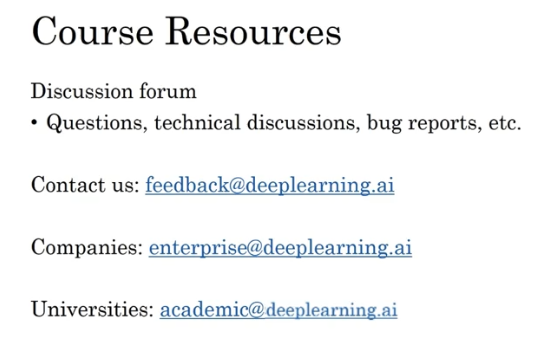 Course Resources
Discussion forum
• Questions, technical discussions, bug reports, etc.
Contact us: feedback@deeplearning.ai
Companies: enterprise@deeplearning.ai
Universities: academic@deeplearning.ai